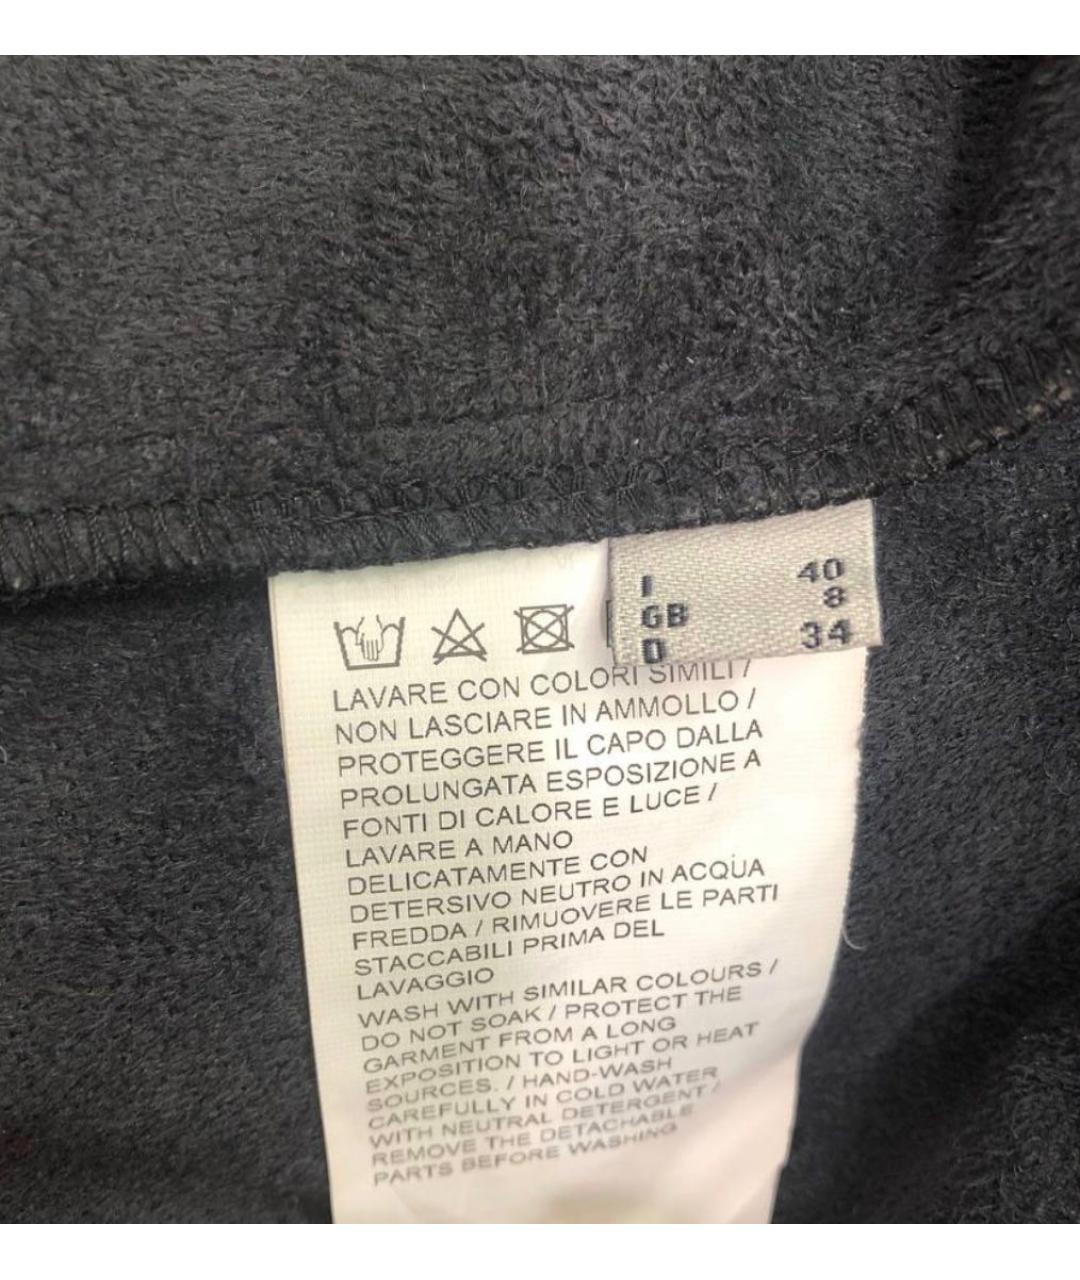 I 40
GB 8
D 34
LAVARE CON COLORI SIMILI /
NON LASCIARE IN AMMOLLO /
PROTEGGERE IL CAPO DALLA
PROLUNGATA ESPOSIZIONE A
FONTI DI CALORE E LUCE /
LAVARE A MANO
DELICATAMENTE CON
DETERSIVO NEUTRO IN ACQUA
FREDDA / RIMUOVERE LE PARTI
STACCABILI PRIMA DEL
LAVAGGIO
WASH WITH SIMILAR COLOURS /
DO NOT SOAK / PROTECT THE
GARMENT FROM A LONG
EXPOSITION TO LIGHT OR HEAT
SOURCES. / HAND-WASH
CAREFULLY IN COLD WATER
WITH NEUTRAL DETERGENT /
REMOVE THE DETACHABLE
PARTS BEFORE WASHING